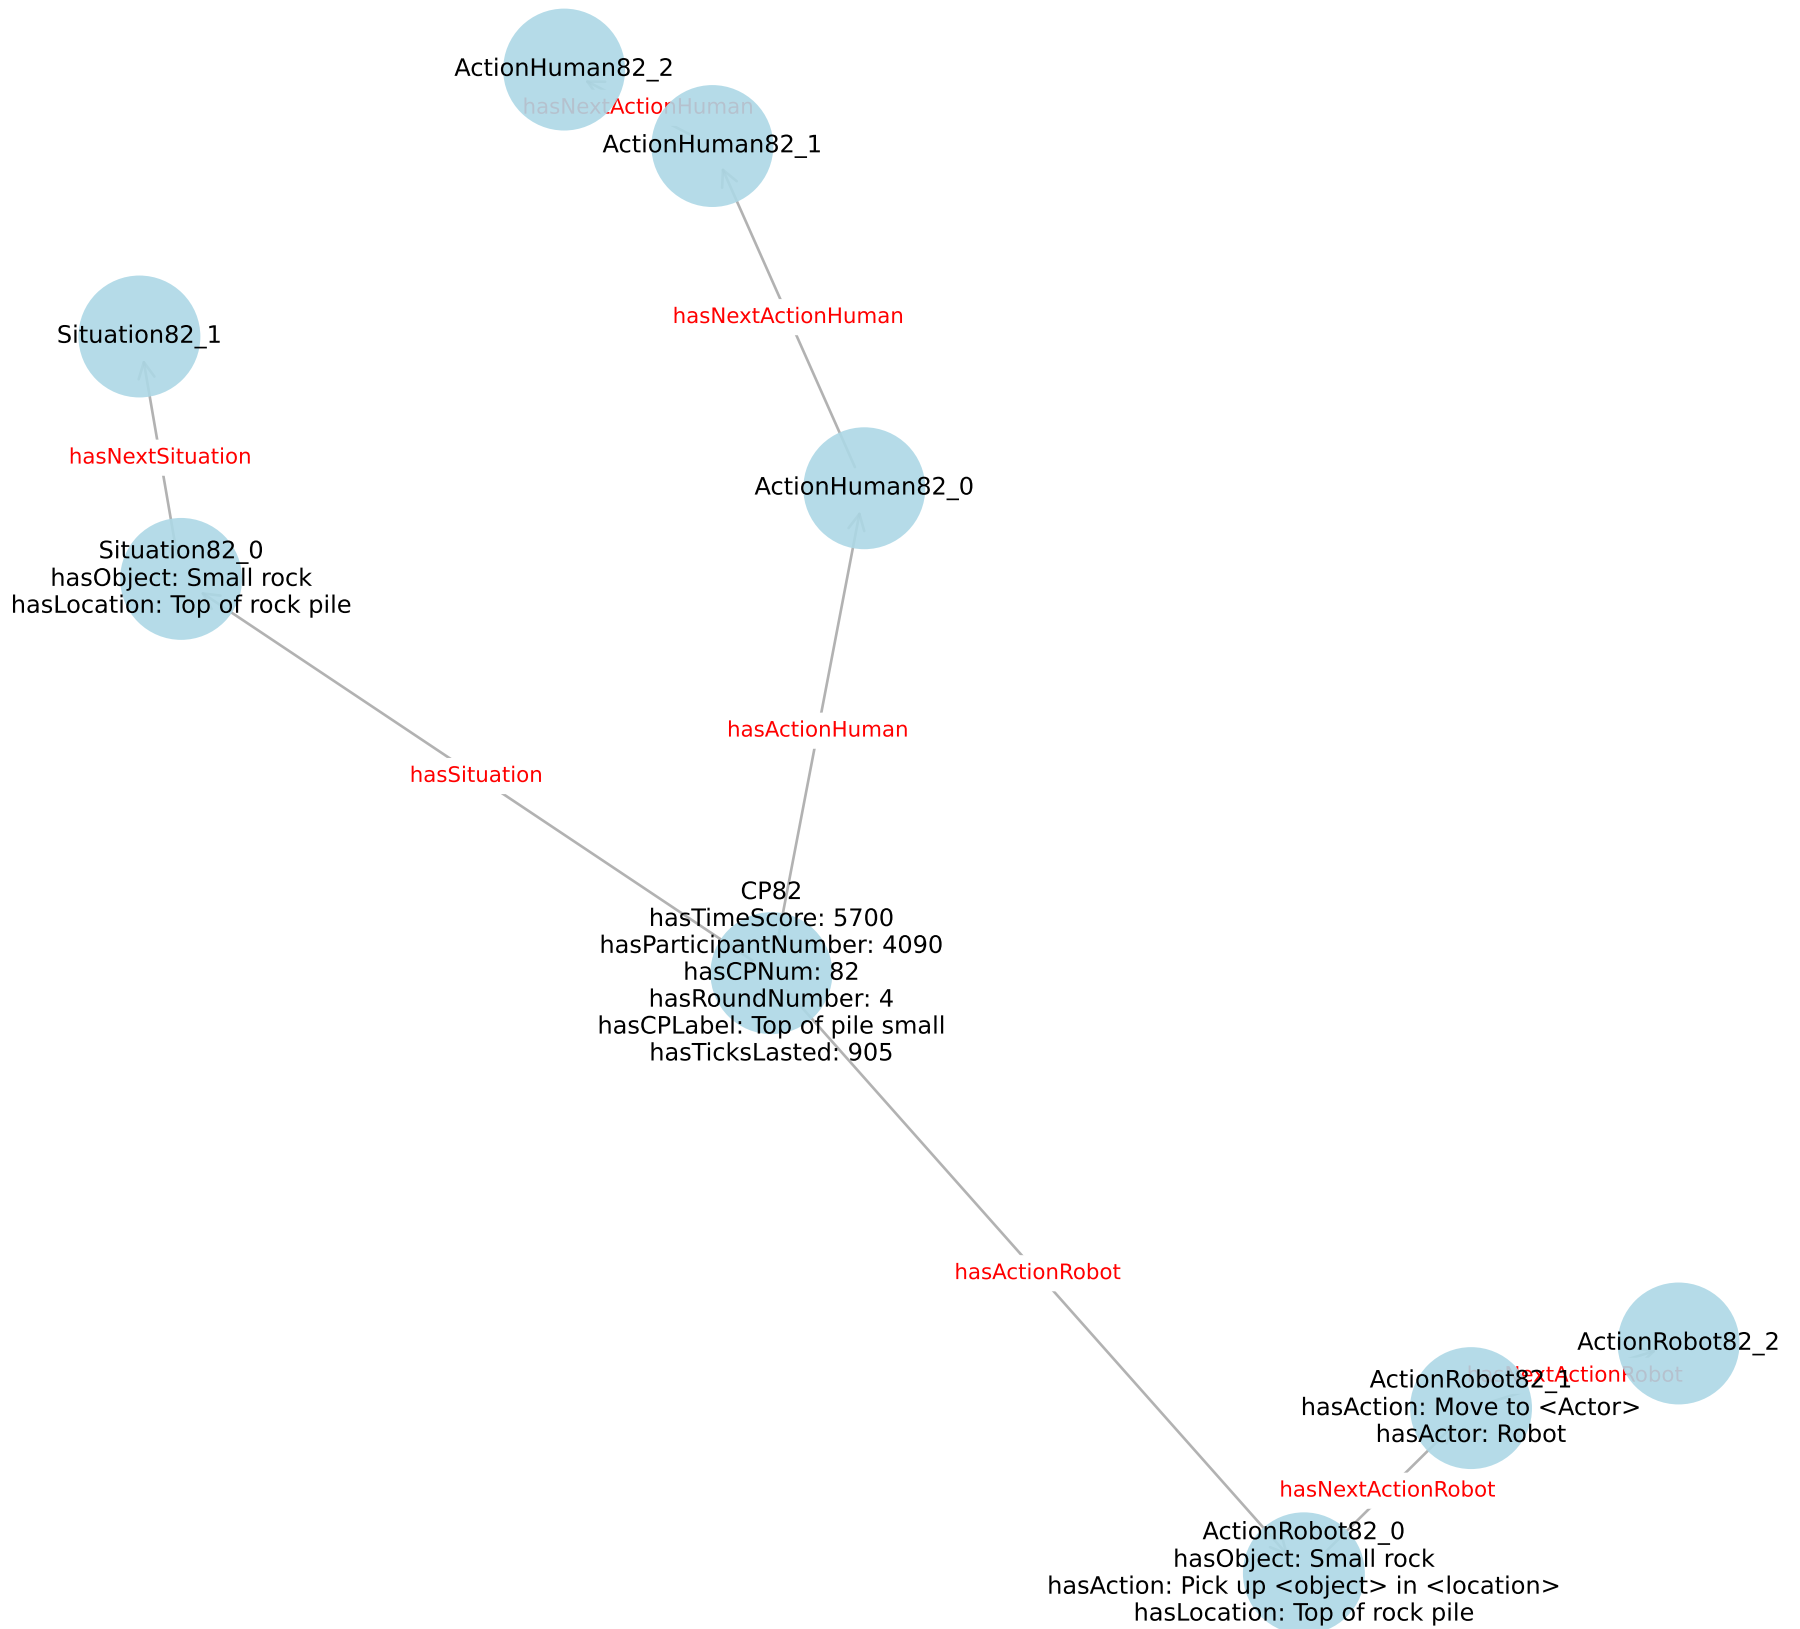 ActionHuman82_2
hasNextActionHuman
ActionHuman82_1
hasNextActionHuman
Situation82_1
hasNextSituation
ActionHuman82_0
Situation82_0
hasObject: Small rock
hasLocation: Top of rock pile
hasActionHuman
hasSituation
CP82
hasTimeScore: 5700
hasParticipantNumber: 4090
hasCPNum: 82
hasRoundNumber: 4
hasCPLabel: Top of pile small
hasTicksLasted: 905
hasActionRobot
ActionRobot82_2
hasNextActionRobot
ActionRobot82_1
hasAction: Move to <Actor>
hasActor: Robot
hasNextActionRobot
ActionRobot82_0
hasObject: Small rock
hasAction: Pick up <object> in <location>
hasLocation: Top of rock pile